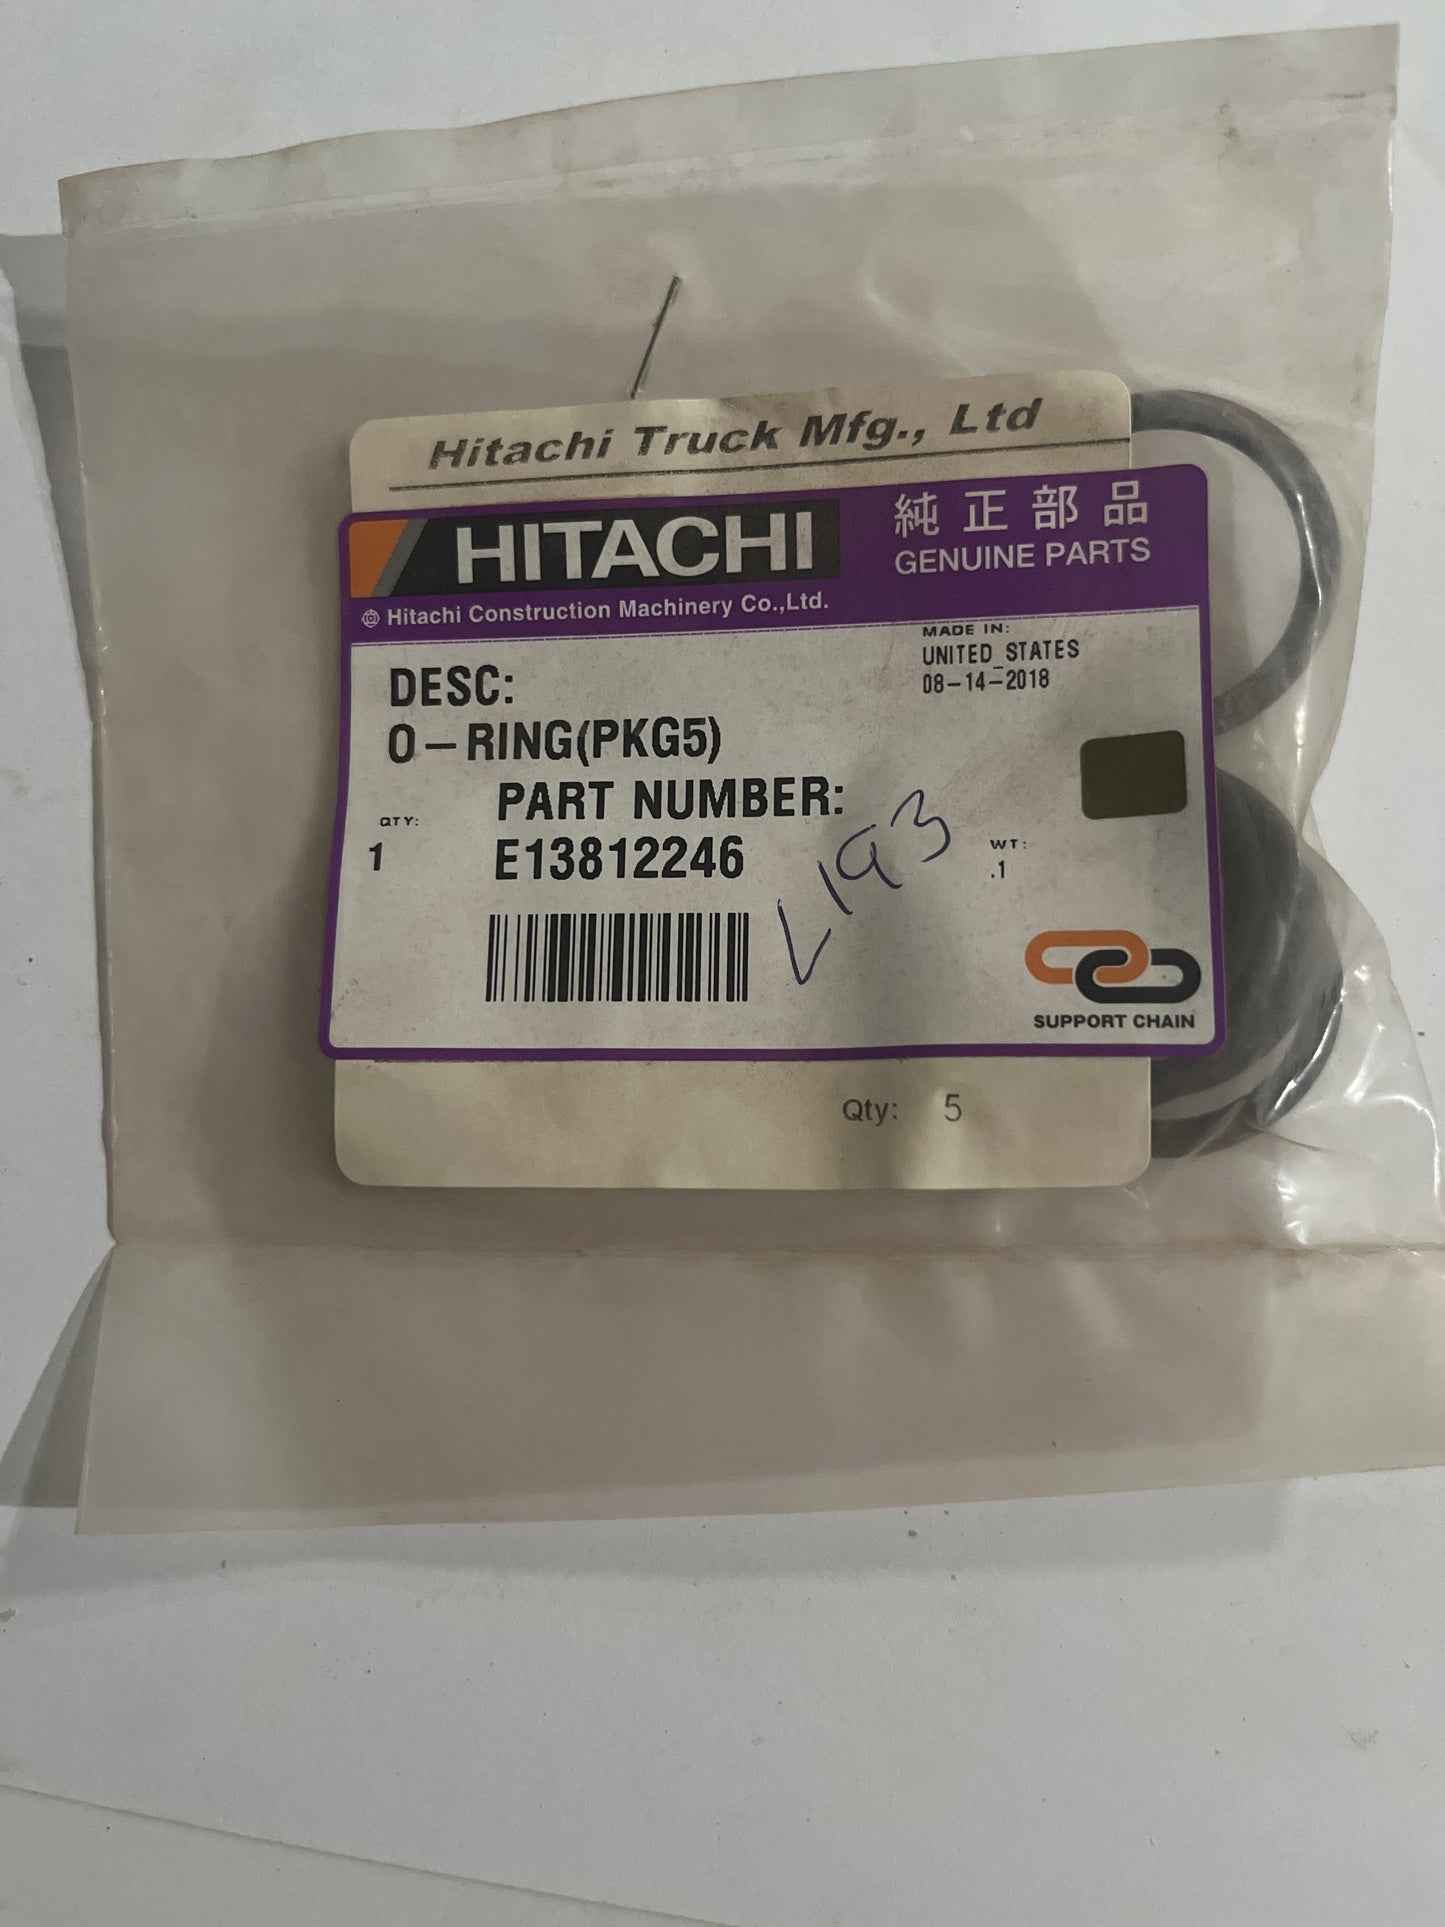 Hitachi Truck Mfg., Ltd
HITACHI
純正部品
GENUINE PARTS
Hitachi Construction Machinery Co.,Ltd.
MADE IN:
UNITED STATES
08-14-2018
DESC:
O-RING(PKG5)
PART NUMBER:
QTY:
1
E13812246
L193
WT:
.1
SUPPORT CHAIN
Qty: 5